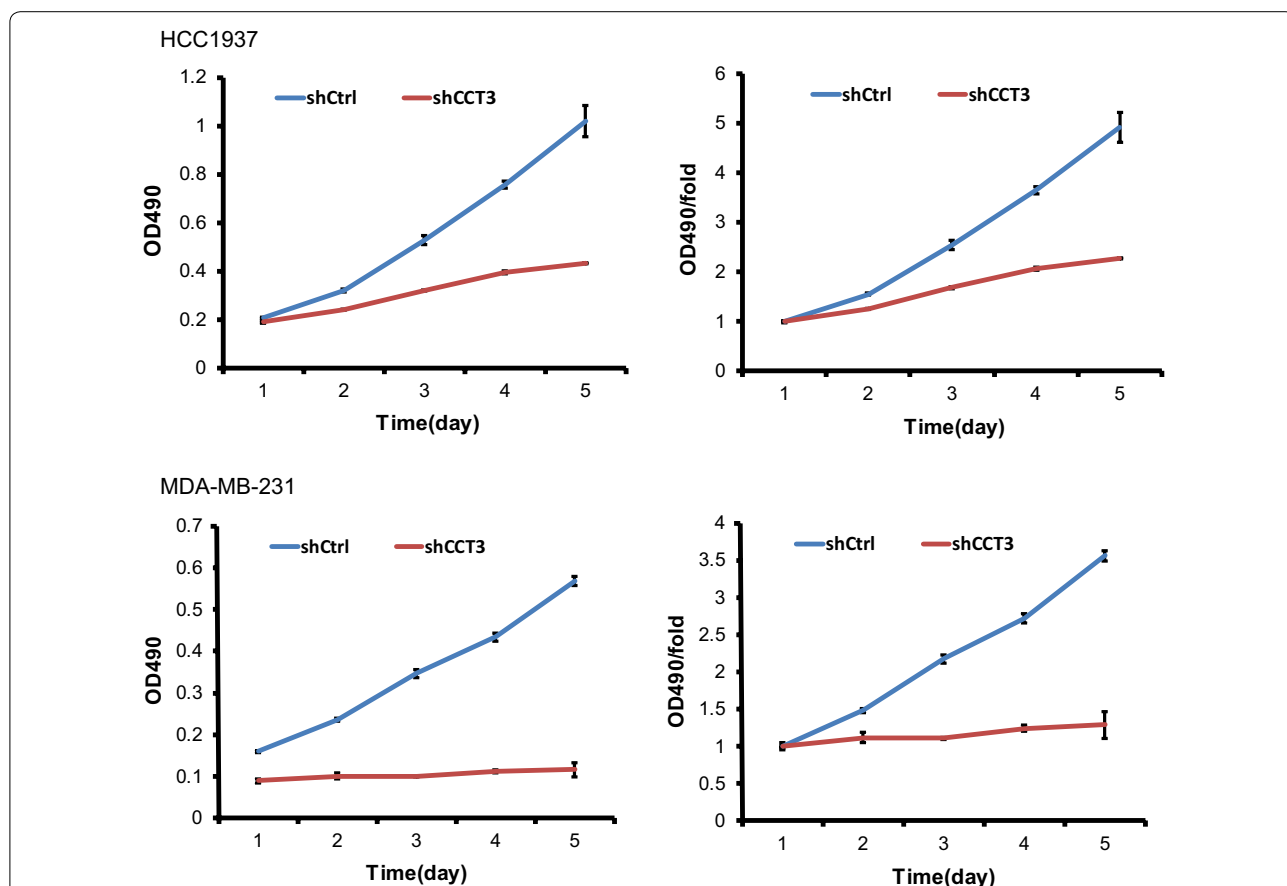 HCC1937
shCtrl shCCT3
1.2
1
0.8
0.6
0.4
0.2
0
OD490
1 2 3 4 5
Time(day)
shCtrl shCCT3
6
5
4
3
2
1
0
OD490/fold
1 2 3 4 5
Time(day)
MDA-MB-231
shCtrl shCCT3
0.7
0.6
0.5
0.4
0.3
0.2
0.1
0
OD490
1 2 3 4 5
Time(day)
shCtrl shCCT3
4
3.5
3
2.5
2
1.5
1
0.5
0
OD490/fold
1 2 3 4 5
Time(day)